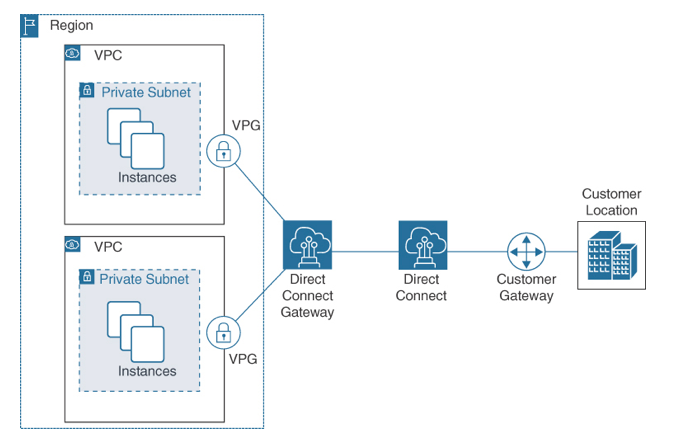 Region
VPC
Private Subnet
Instances
VPG
VPC
Private Subnet
Instances
VPG
Direct
Connect
Gateway
Direct
Connect
Customer
Gateway
Customer
Location